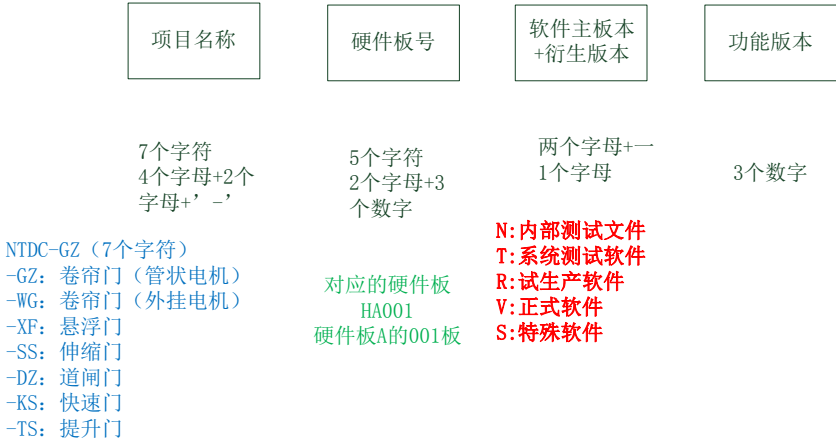 项目名称
硬件板号
软件主板本
+衍生版本
功能版本
7个字符
4个字母+2个
字母+’-’
5个字符
2个字母+3
个数字
两个字母+一
1个字母
3个数字
NTDC-GZ（7个字符）
-GZ：卷帘门（管状电机）
-WG：卷帘门（外挂电机）
-XF：悬浮门
-SS：伸缩门
-DZ：道闸门
-KS：快速门
-TS：提升门
对应的硬件板
HA001
硬件板A的001板
N:内部测试文件
T:系统测试软件
R:试生产软件
V:正式软件
S:特殊软件